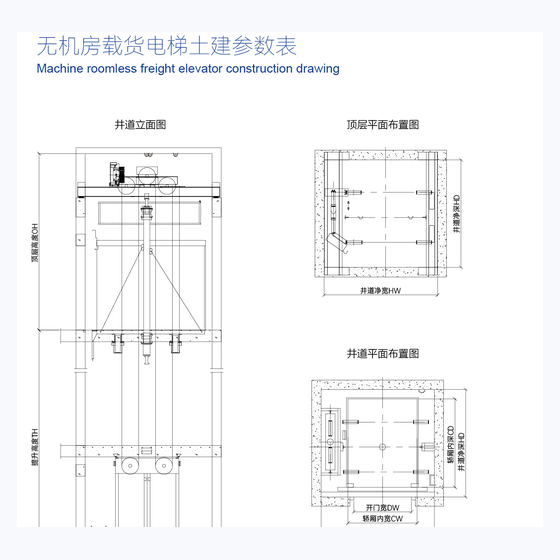 无机房载货电梯土建参数表
Machine roomless freight elevator construction drawing
井道立面图
顶层平面布置图
顶层高度OH
井道净深HD
井道净宽HW
井道平面布置图
提升高度TH
轿厢内深CD
井道净深HD
开门宽DW
轿厢内宽CW